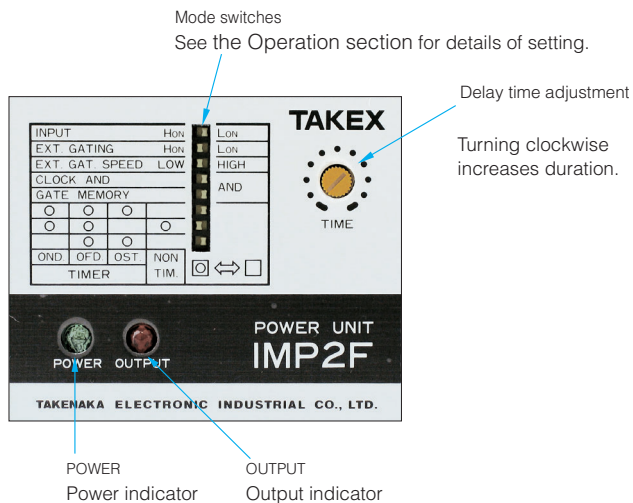 Mode switches
See the Operation section for details of setting.
Delay time adjustment
Turning clockwise
increases duration.
TAKEX
INPUT HON LON
EXT. GATING HON LON
EXT. GAT. SPEED LOW HIGH
CLOCK AND AND
GATE MEMORY
OND. OFD. OST. NON
TIMER TIM.
TIME
POWER OUTPUT
POWER UNIT
IMP2F
TAKENAKA ELECTRONIC INDUSTRIAL CO., LTD.
POWER
Power indicator
OUTPUT
Output indicator